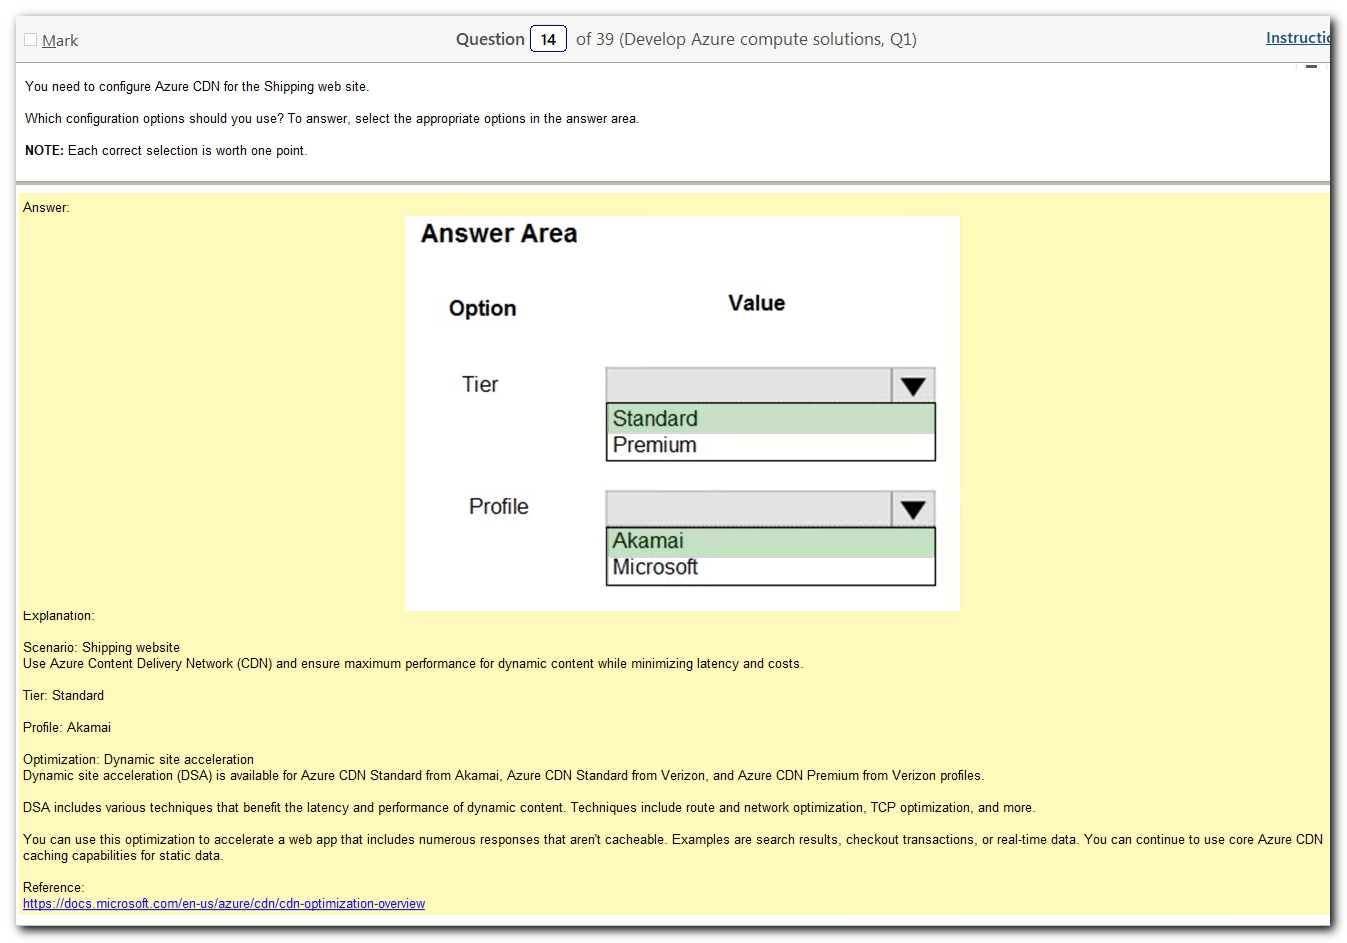 Mark
Question 14 of 39 (Develop Azure compute solutions, Q1)
Instructio
You need to configure Azure CDN for the Shipping web site.
Which configuration options should you use? To answer, select the appropriate options in the answer area.
NOTE: Each correct selection is worth one point.
Answer:
Answer Area
Option
Value
Tier
Standard
Premium
Profile
Akamai
Microsoft
Explanation:
Scenario: Shipping website
Use Azure Content Delivery Network (CDN) and ensure maximum performance for dynamic content while minimizing latency and costs.
Tier: Standard
Profile: Akamai
Optimization: Dynamic site acceleration
Dynamic site acceleration (DSA) is available for Azure CDN Standard from Akamai, Azure CDN Standard from Verizon, and Azure CDN Premium from Verizon profiles.
DSA includes various techniques that benefit the latency and performance of dynamic content. Techniques include route and network optimization, TCP optimization, and more.
You can use this optimization to accelerate a web app that includes numerous responses that aren't cacheable. Examples are search results, checkout transactions, or real-time data. You can continue to use core Azure CDN
caching capabilities for static data.
Reference:
https://docs.microsoft.com/en-us/azure/cdn/cdn-optimization-overview